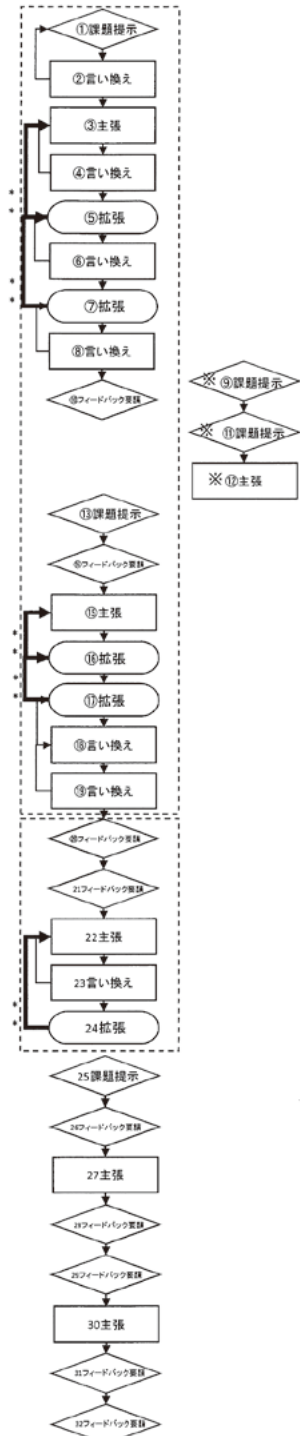 ①課題提示
②言い換え
③主張
④言い換え
⑤拡張
⑥言い換え
⑦拡張
⑧言い換え
⑩フィードバック要請
※⑨課題提示
※⑪課題提示
※⑫主張
⑬課題提示
⑭フィードバック要請
⑮主張
⑯拡張
⑰拡張
⑱言い換え
⑲言い換え
⑳フィードバック要請
21フィードバック要請
22主張
23言い換え
24拡張
25課題提示
26フィードバック要請
27主張
28フィードバック要請
29フィードバック要請
30主張
31フィードバック要請
32フィードバック要請